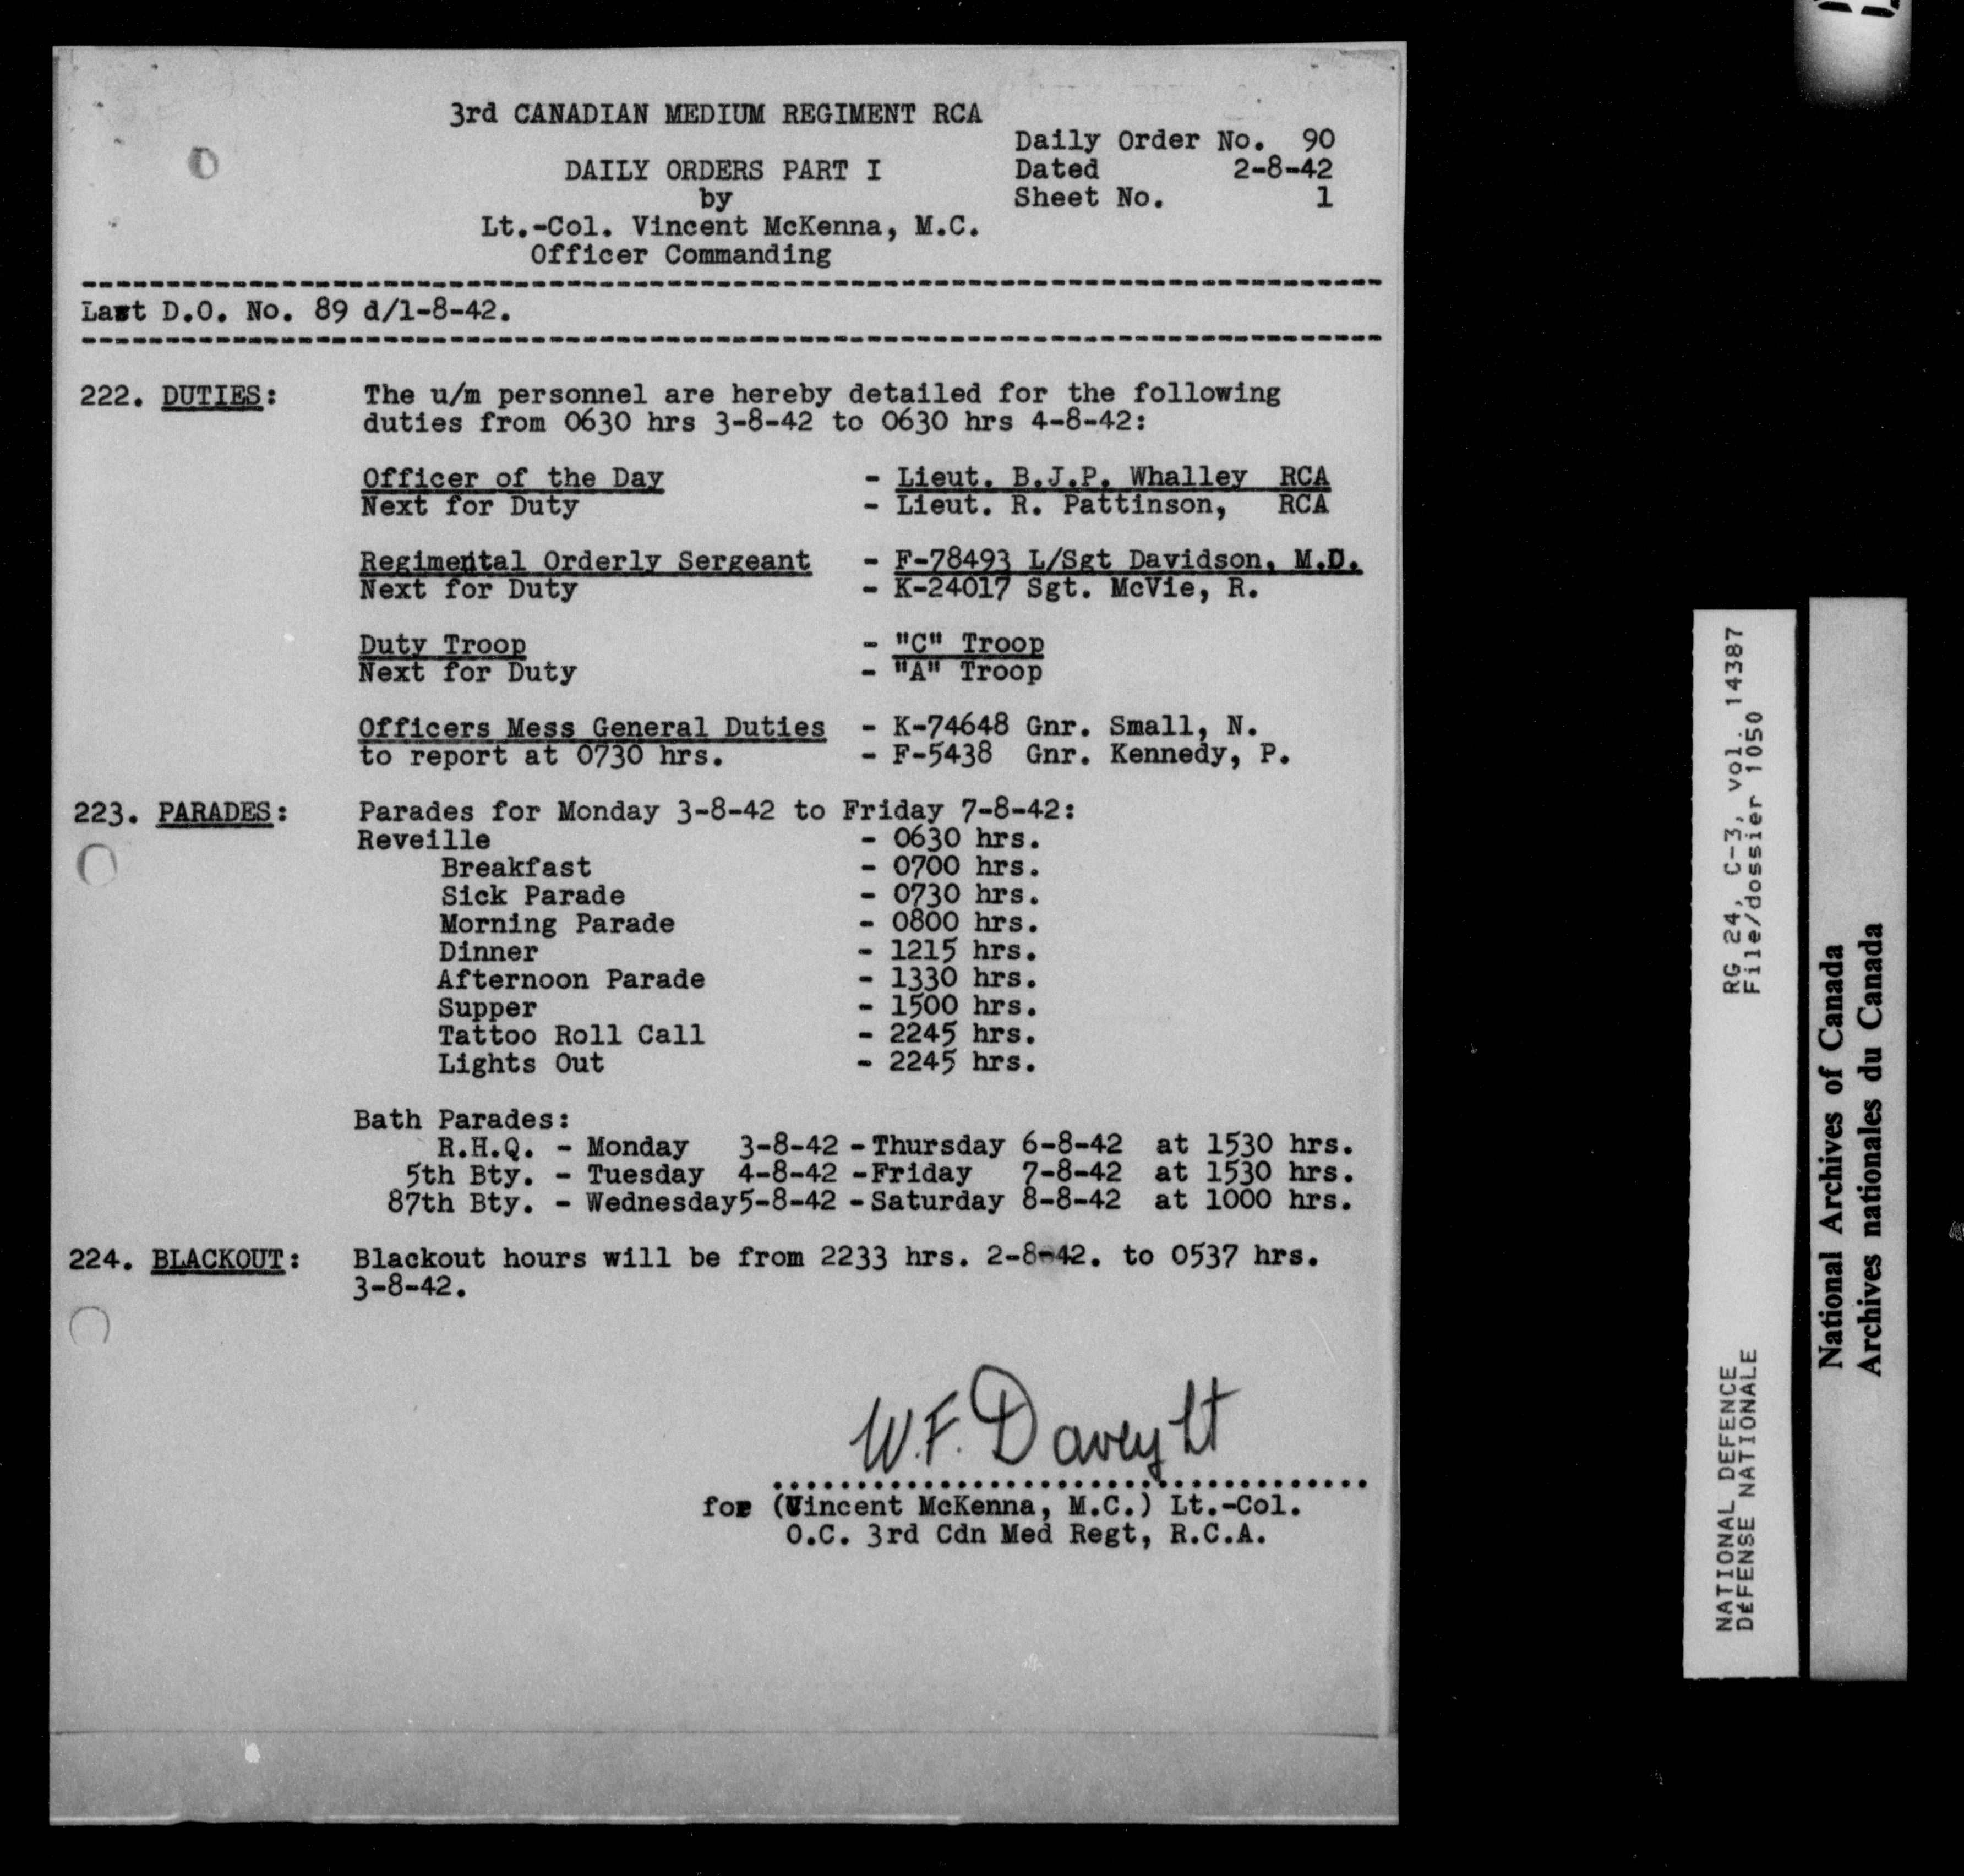 3rd CANADIAN MEDIUM REGIMENT RCA
Daily Order No. 90
DAILY ORDERS PART I
Dated 2-8-42
by
Sheet No. 1
Lt.-Col. Vincent McKenna, M.C.
Officer Commanding
Last D.O. No. 89 d/1-8-42.
222. DUTIES: The u/m personnel are hereby detailed for the following
duties from 0630 hrs 3-8-42 to 0630 hrs 4-8-42:
Officer of the Day - Lieut. B.J.P. Whalley RCA
Next for Duty - Lieut. R. Pattinson, RCA
Regimental Orderly Sergeant - F-78493 L/Sgt Davidson, M.D.
Next for Duty - K-24017 Sgt. McVie, R.
Duty Troop - "C" Troop
Next for Duty - "A" Troop
Officers Mess General Duties - K-74648 Gnr. Small, N.
to report at 0730 hrs. - F-5438 Gnr. Kennedy, P.
223. PARADES: Parades for Monday 3-8-42 to Friday 7-8-42:
Reveille - 0630 hrs.
Breakfast - 0700 hrs.
Sick Parade - 0730 hrs.
Morning Parade - 0800 hrs.
Dinner - 1215 hrs.
Afternoon Parade - 1330 hrs.
Supper - 1500 hrs.
Tattoo Roll Call - 2245 hrs.
Lights Out - 2245 hrs.
Bath Parades:
R.H.Q. - Monday 3-8-42 - Thursday 6-8-42 at 1530 hrs.
5th Bty. - Tuesday 4-8-42 - Friday 7-8-42 at 1530 hrs.
87th Bty. - Wednesday 5-8-42 - Saturday 8-8-42 at 1000 hrs.
224. BLACKOUT: Blackout hours will be from 2233 hrs. 2-8-42. to 0537 hrs.
3-8-42.
W.F. Davey Lt
for (Vincent McKenna, M.C.) Lt.-Col.
O.C. 3rd Cdn Med Regt, R.C.A.
RG 24, C-3, vol. 14387
File/dossier 1050
NATIONAL DEFENCE
DÉFENSE NATIONALE
National Archives of Canada
Archives nationales du Canada